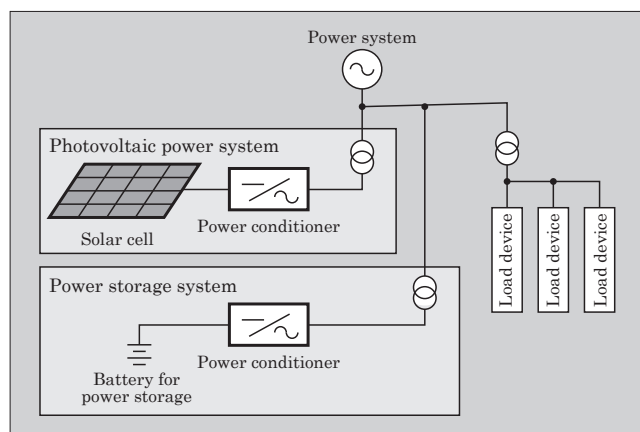 Power system
Photovoltaic power system
Solar cell
Power conditioner
Load device
Load device
Load device
Power storage system
Power conditioner
Battery for
power storage